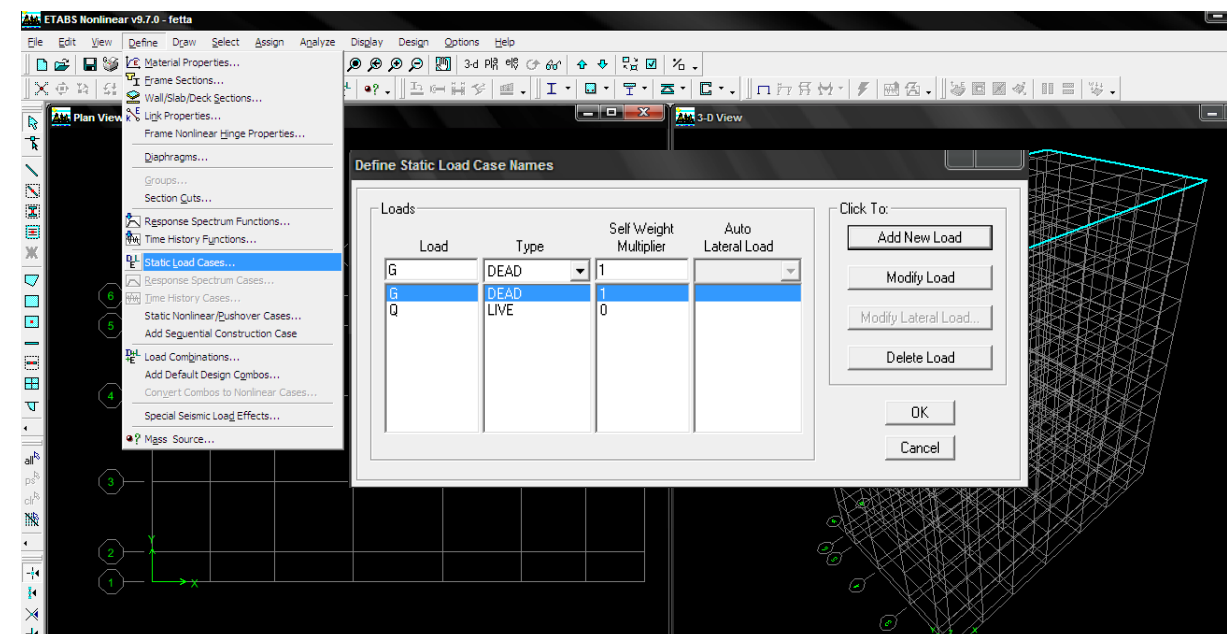 ETABS Nonlinear v9.7.0 - fetta
File Edit View Define Draw Select Assign Analyze Display Design Options Help
3-d
Plan View
3-D View
Material Properties...
Frame Sections...
Wall/Slab/Deck Sections...
Link Properties...
Frame Nonlinear Hinge Properties...
Diaphragms...
Groups...
Section Cuts...
Response Spectrum Functions...
Time History Functions...
Static Load Cases...
Response Spectrum Cases...
Time History Cases...
Static Nonlinear/Pushover Cases...
Add Sequential Construction Case
Load Combinations...
Add Default Design Combos...
Convert Combos to Nonlinear Cases...
Special Seismic Load Effects...
Mass Source...
Define Static Load Case Names
Loads
Load Type Self Weight Multiplier Auto Lateral Load
G DEAD 1
G DEAD 1
Q LIVE 0
Click To:
Add New Load
Modify Load
Modify Lateral Load...
Delete Load
OK
Cancel
all
ps
clr
6
5
4
3
2
1
Y
X